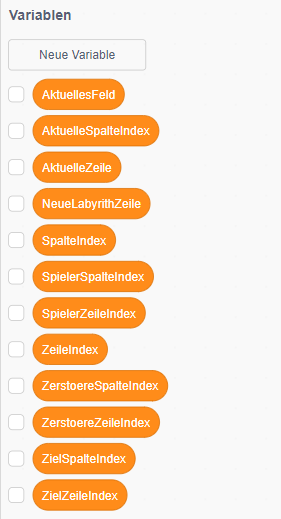 Variablen
Neue Variable
AktuellesFeld
AktuelleSpalteIndex
AktuelleZeile
NeueLabyrithZeile
SpalteIndex
SpielerSpalteIndex
SpielerZeileIndex
ZeileIndex
ZerstoereSpalteIndex
ZerstoereZeileIndex
ZielSpalteIndex
ZielZeileIndex